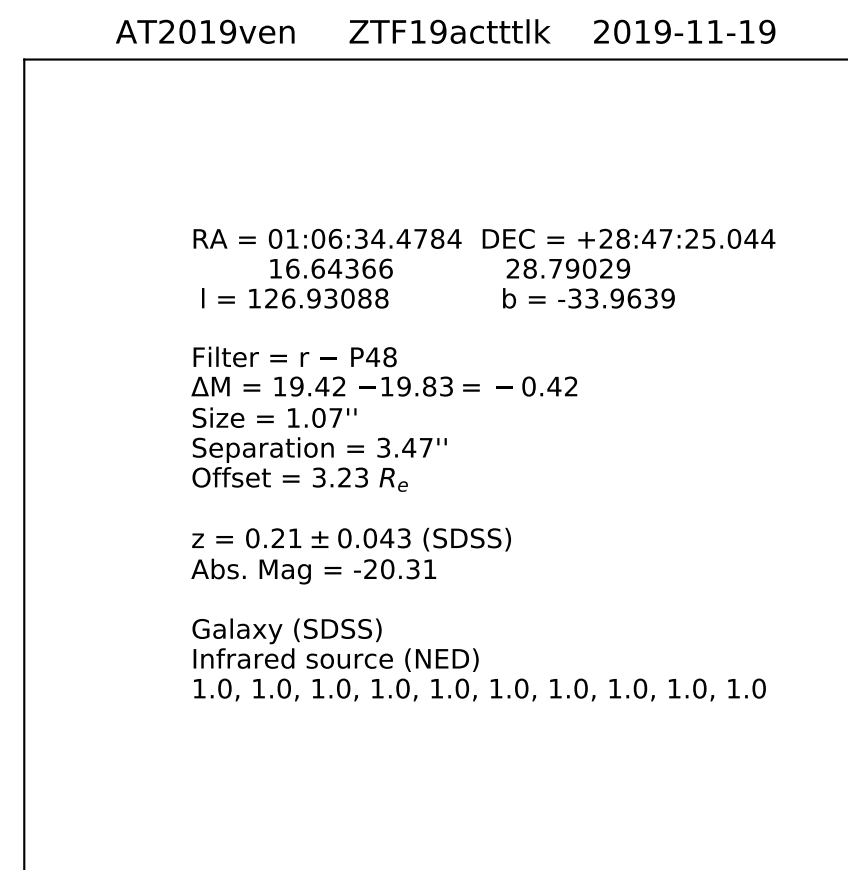 AT2019ven ZTF19actttlk 2019-11-19
RA = 01:06:34.4784 DEC = +28:47:25.044
16.64366 28.79029
l = 126.93088 b = -33.9639
Filter = r − P48
ΔM = 19.42 −19.83 = − 0.42
Size = 1.07''
Separation = 3.47''
Offset = 3.23 Rₑ
z = 0.21 ± 0.043 (SDSS)
Abs. Mag = -20.31
Galaxy (SDSS)
Infrared source (NED)
1.0, 1.0, 1.0, 1.0, 1.0, 1.0, 1.0, 1.0, 1.0, 1.0